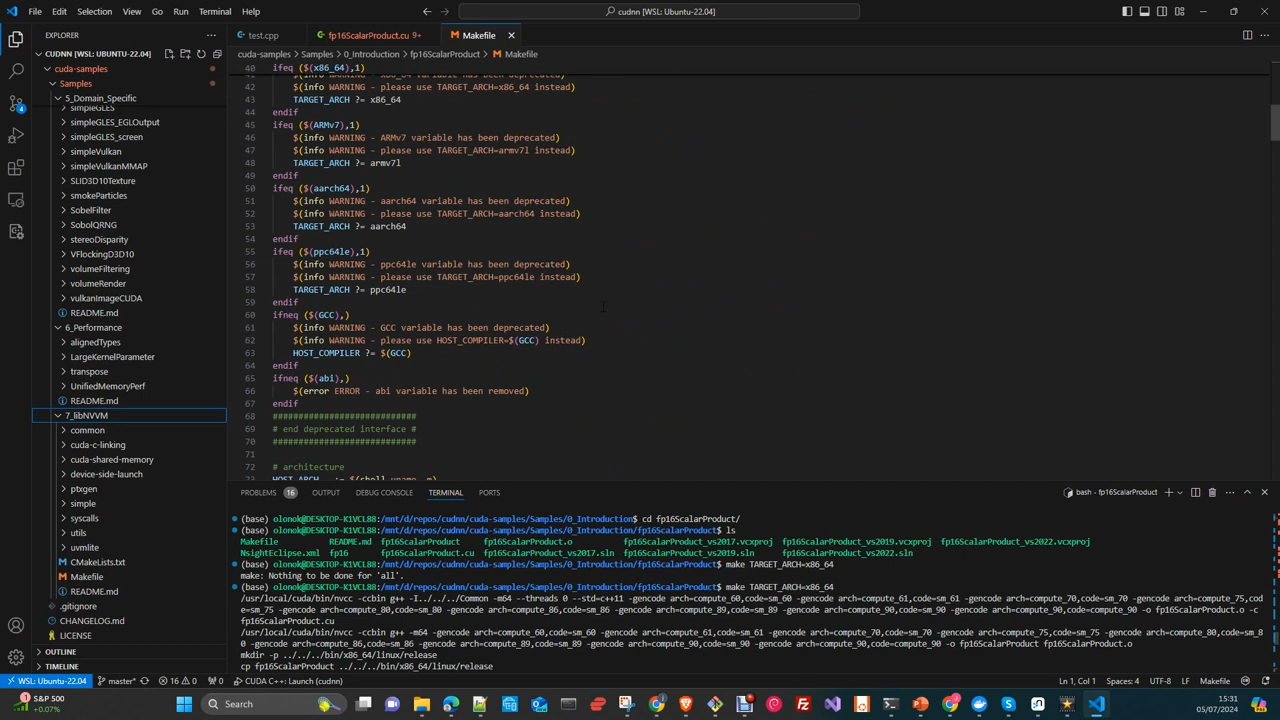 File Edit Selection View Go Run Terminal Help
cudnn [WSL: Ubuntu-22.04]
EXPLORER
test.cpp
fp16ScalarProduct.cu 9+
Makefile
CUDNN [WSL: UBUNTU-22.04]
cuda-samples > Samples > 0_Introduction > fp16ScalarProduct > Makefile
cuda-samples
Samples
5_Domain_Specific
simpleGLES
simpleGLES_EGLOutput
simpleGLES_screen
simpleVulkan
simpleVulkanMMAP
SLID3D10Texture
smokeParticles
SobelFilter
SobolQRNG
stereoDisparity
VFlockingD3D10
volumeFiltering
volumeRender
vulkanImageCUDA
README.md
6_Performance
alignedTypes
LargeKernelParameter
transpose
UnifiedMemoryPerf
README.md
7_libNVVM
common
cuda-c-linking
cuda-shared-memory
device-side-launch
ptxgen
simple
syscalls
utils
uvmlite
CMakeLists.txt
Makefile
README.md
.gitignore
CHANGELOG.md
LICENSE
OUTLINE
TIMELINE
40 ifeq ($(x86_64),1)
41 $(info WARNING - x86_64 variable has been deprecated)
42 $(info WARNING - please use TARGET_ARCH=x86_64 instead)
43 TARGET_ARCH ?= x86_64
44 endif
45 ifeq ($(ARMv7),1)
46 $(info WARNING - ARMv7 variable has been deprecated)
47 $(info WARNING - please use TARGET_ARCH=armv7l instead)
48 TARGET_ARCH ?= armv7l
49 endif
50 ifeq ($(aarch64),1)
51 $(info WARNING - aarch64 variable has been deprecated)
52 $(info WARNING - please use TARGET_ARCH=aarch64 instead)
53 TARGET_ARCH ?= aarch64
54 endif
55 ifeq ($(ppc64le),1)
56 $(info WARNING - ppc64le variable has been deprecated)
57 $(info WARNING - please use TARGET_ARCH=ppc64le instead)
58 TARGET_ARCH ?= ppc64le
59 endif
60 ifneq ($(GCC),)
61 $(info WARNING - GCC variable has been deprecated)
62 $(info WARNING - please use HOST_COMPILER=$(GCC) instead)
63 HOST_COMPILER ?= $(GCC)
64 endif
65 ifneq ($(abi),)
66 $(error ERROR - abi variable has been removed)
67 endif
68 ############################
69 # end deprecated interface #
70 ############################
72 # architecture
73 HOST_ARCH := $(shell uname -m)
PROBLEMS 16 OUTPUT DEBUG CONSOLE TERMINAL PORTS
bash - fp16ScalarProduct
(base) olonok@DESKTOP-K1VCL88:/mnt/d/repos/cudnn/cuda-samples/Samples/0_Introduction$ cd fp16ScalarProduct/
(base) olonok@DESKTOP-K1VCL88:/mnt/d/repos/cudnn/cuda-samples/Samples/0_Introduction/fp16ScalarProduct$ ls
Makefile README.md fp16ScalarProduct.o fp16ScalarProduct_vs2017.vcxproj fp16ScalarProduct_vs2019.vcxproj fp16ScalarProduct_vs2022.vcxproj
NsightEclipse.xml fp16 fp16ScalarProduct.cu fp16ScalarProduct_vs2017.sln fp16ScalarProduct_vs2019.sln fp16ScalarProduct_vs2022.sln
(base) olonok@DESKTOP-K1VCL88:/mnt/d/repos/cudnn/cuda-samples/Samples/0_Introduction/fp16ScalarProduct$ make TARGET_ARCH=x86_64
make: Nothing to be done for 'all'.
(base) olonok@DESKTOP-K1VCL88:/mnt/d/repos/cudnn/cuda-samples/Samples/0_Introduction/fp16ScalarProduct$ make TARGET_ARCH=x86_64
/usr/local/cuda/bin/nvcc -ccbin g++ -I../../../Common -m64 --threads 0 --std=c++11 -gencode arch=compute_60,code=sm_60 -gencode arch=compute_61,code=sm_61 -gencode arch=compute_70,code=sm_70 -gencode arch=compute_75,cod
e=sm_75 -gencode arch=compute_80,code=sm_80 -gencode arch=compute_86,code=sm_86 -gencode arch=compute_89,code=sm_89 -gencode arch=compute_90,code=sm_90 -gencode arch=compute_90,code=compute_90 -o fp16ScalarProduct.o -c
fp16ScalarProduct.cu
/usr/local/cuda/bin/nvcc -ccbin g++ -m64 -gencode arch=compute_60,code=sm_60 -gencode arch=compute_61,code=sm_61 -gencode arch=compute_70,code=sm_70 -gencode arch=compute_75,code=sm_75 -gencode arch=compute_80,code=sm_8
0 -gencode arch=compute_86,code=sm_86 -gencode arch=compute_89,code=sm_89 -gencode arch=compute_90,code=sm_90 -gencode arch=compute_90,code=compute_90 -o fp16ScalarProduct fp16ScalarProduct.o
mkdir -p ../../../bin/x86_64/linux/release
cp fp16ScalarProduct ../../../bin/x86_64/linux/release
WSL: Ubuntu-22.04 master* 16 0 0 CUDA C++: Launch (cudnn)
Ln 1, Col 1 Spaces: 4 UTF-8 LF Makefile
S&P 500
+0.07%
Search
15:31
05/07/2024